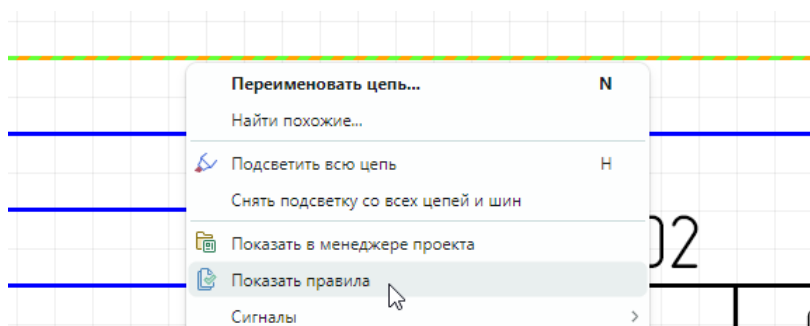 Переименовать цепь... N
Найти похожие...
Подсветить всю цепь H
Снять подсветку со всех цепей и шин
Показать в менеджере проекта
02
Показать правила
Сигналы